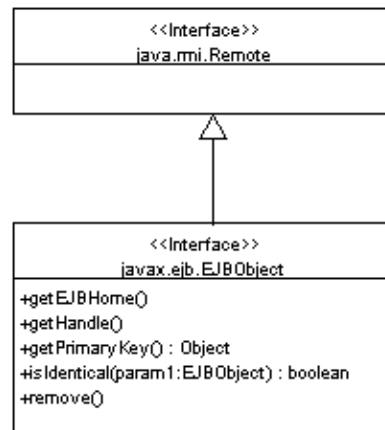 <<Interface>>
java.rmi.Remote
<<Interface>>
javax.ejb.EJBObject
+getEJBHome()
+getHandle()
+getPrimaryKey() : Object
+isIdentical(param1:EJBObject) : boolean
+remove()